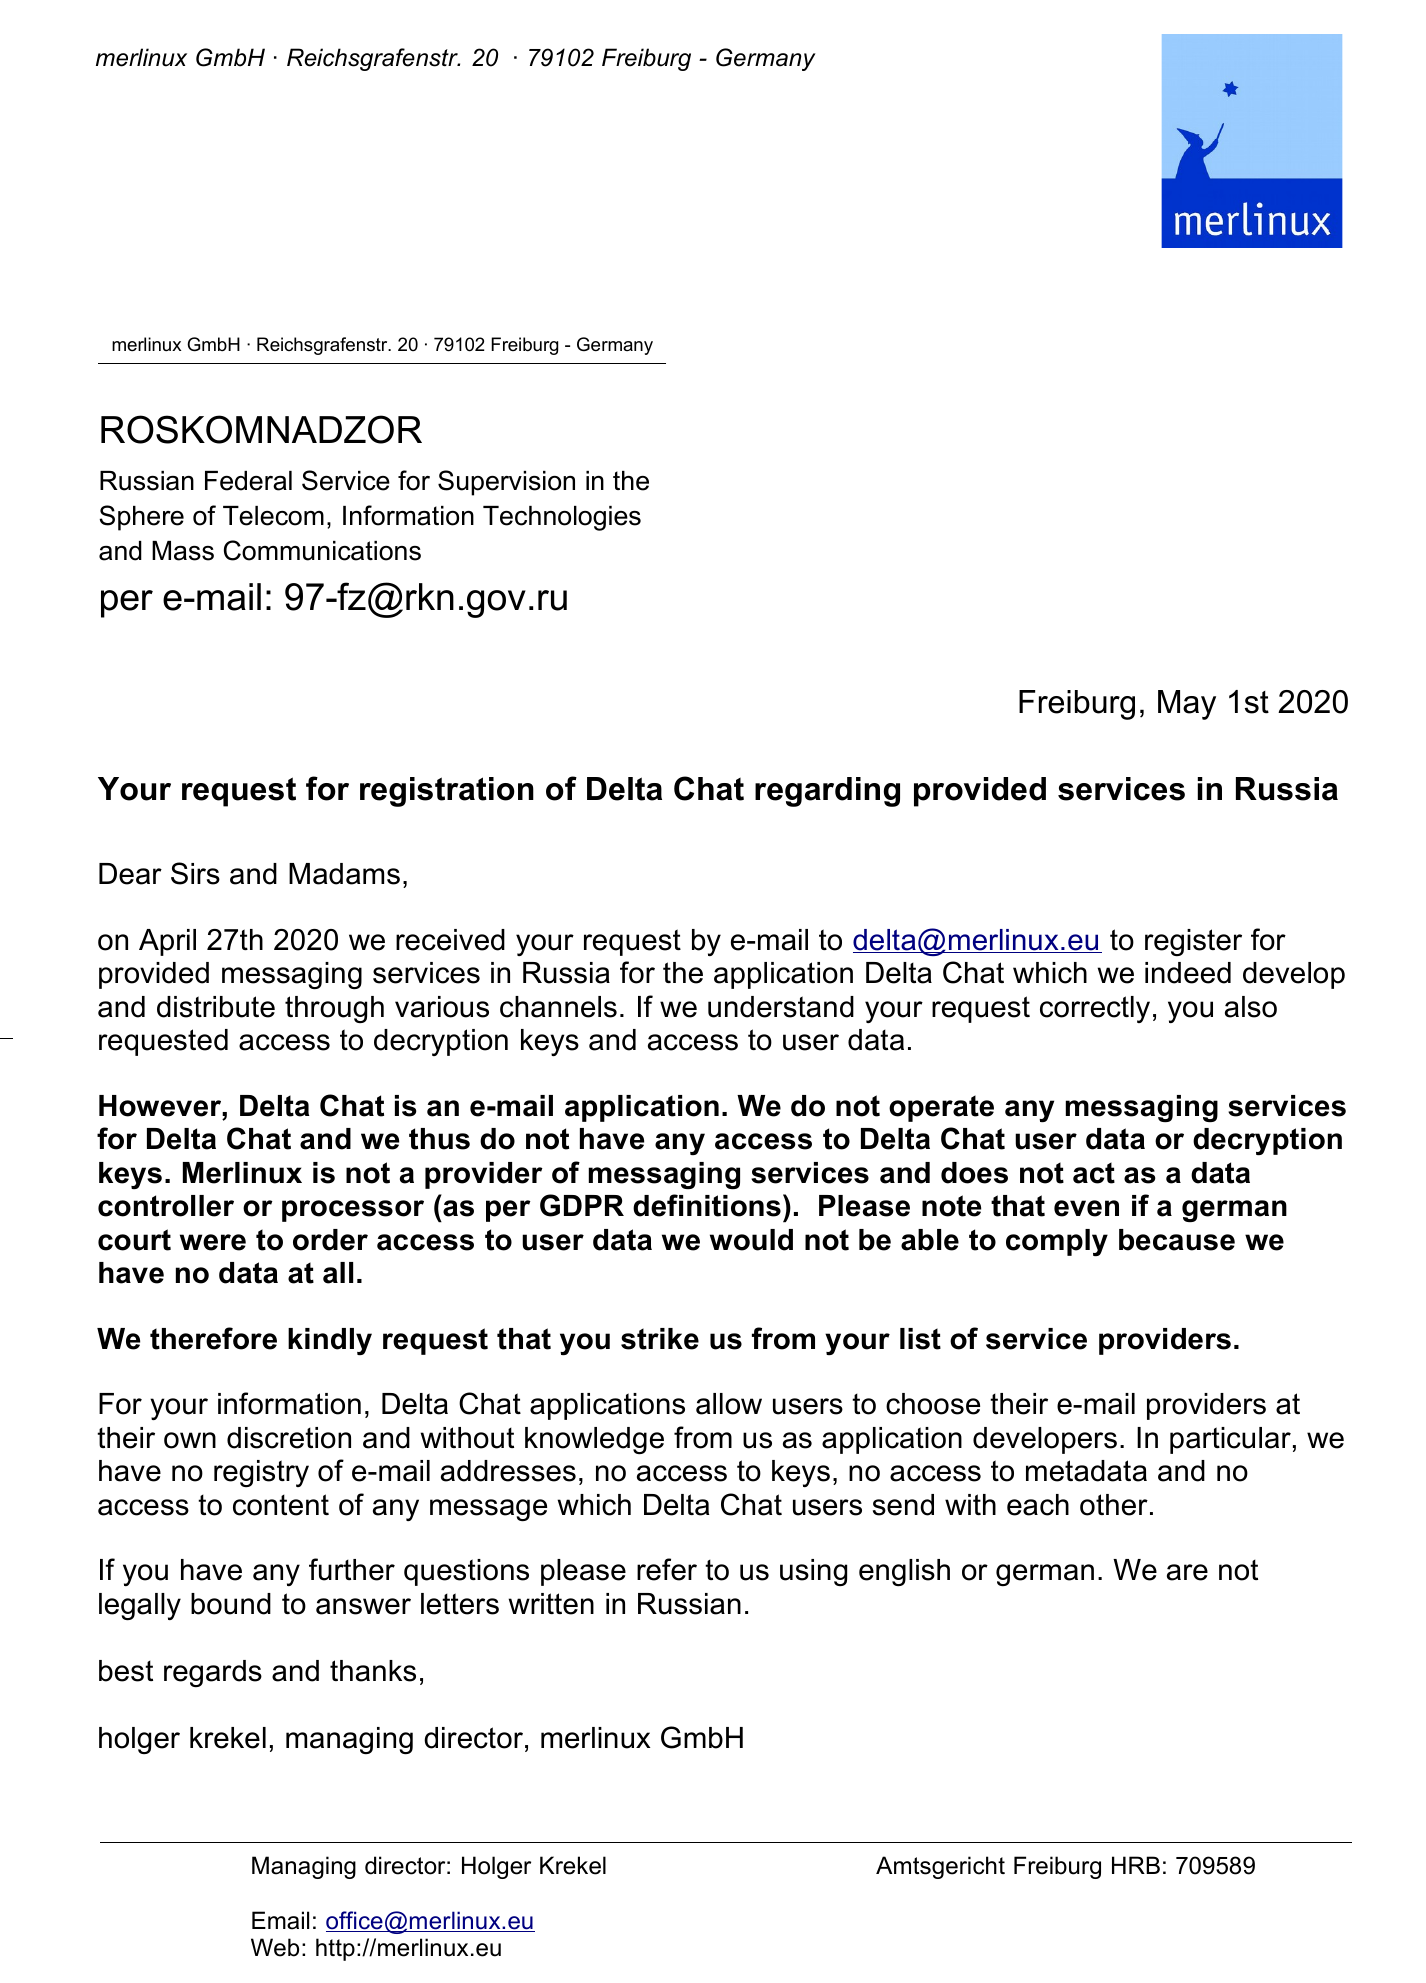 merlinux GmbH · Reichsgrafenstr. 20 · 79102 Freiburg - Germany
merlinux
merlinux GmbH · Reichsgrafenstr. 20 · 79102 Freiburg - Germany
ROSKOMNADZOR
Russian Federal Service for Supervision in the
Sphere of Telecom, Information Technologies
and Mass Communications
per e-mail: 97-fz@rkn.gov.ru
Freiburg, May 1st 2020
Your request for registration of Delta Chat regarding provided services in Russia
Dear Sirs and Madams,
on April 27th 2020 we received your request by e-mail to delta@merlinux.eu to register for
provided messaging services in Russia for the application Delta Chat which we indeed develop
and distribute through various channels. If we understand your request correctly, you also
requested access to decryption keys and access to user data.
However, Delta Chat is an e-mail application. We do not operate any messaging services
for Delta Chat and we thus do not have any access to Delta Chat user data or decryption
keys. Merlinux is not a provider of messaging services and does not act as a data
controller or processor (as per GDPR definitions).  Please note that even if a german
court were to order access to user data we would not be able to comply because we
have no data at all.
We therefore kindly request that you strike us from your list of service providers.
For your information, Delta Chat applications allow users to choose their e-mail providers at
their own discretion and without knowledge from us as application developers. In particular, we
have no registry of e-mail addresses, no access to keys, no access to metadata and no
access to content of any message which Delta Chat users send with each other.
If you have any further questions please refer to us using english or german. We are not
legally bound to answer letters written in Russian.
best regards and thanks,
holger krekel, managing director, merlinux GmbH
Managing director: Holger Krekel Amtsgericht Freiburg HRB: 709589
Email: office@merlinux.eu
Web: http://merlinux.eu